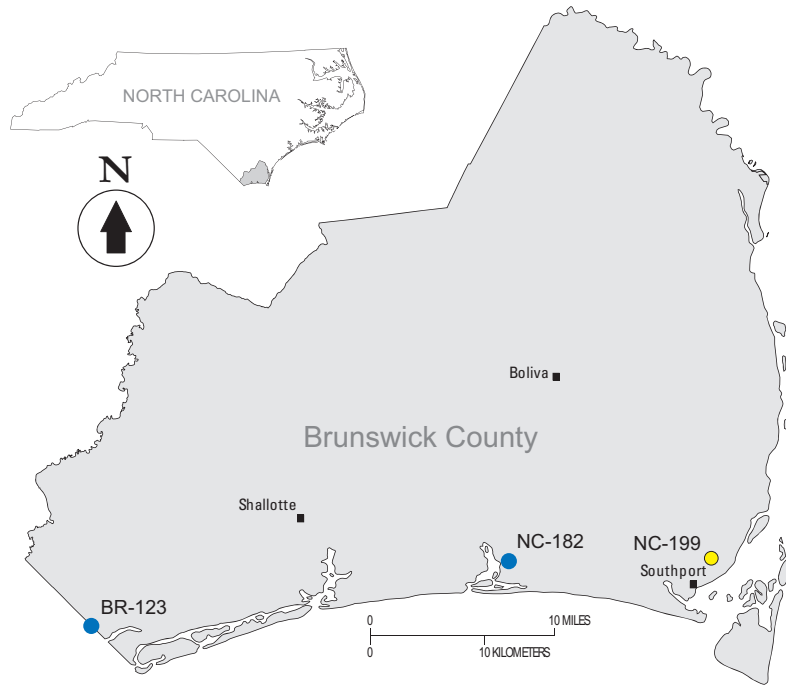 NORTH CAROLINA
N
Boliva
Brunswick County
Shallotte
NC-182
NC-199
Southport
BR-123
0 10 MILES
0 10 KILOMETERS